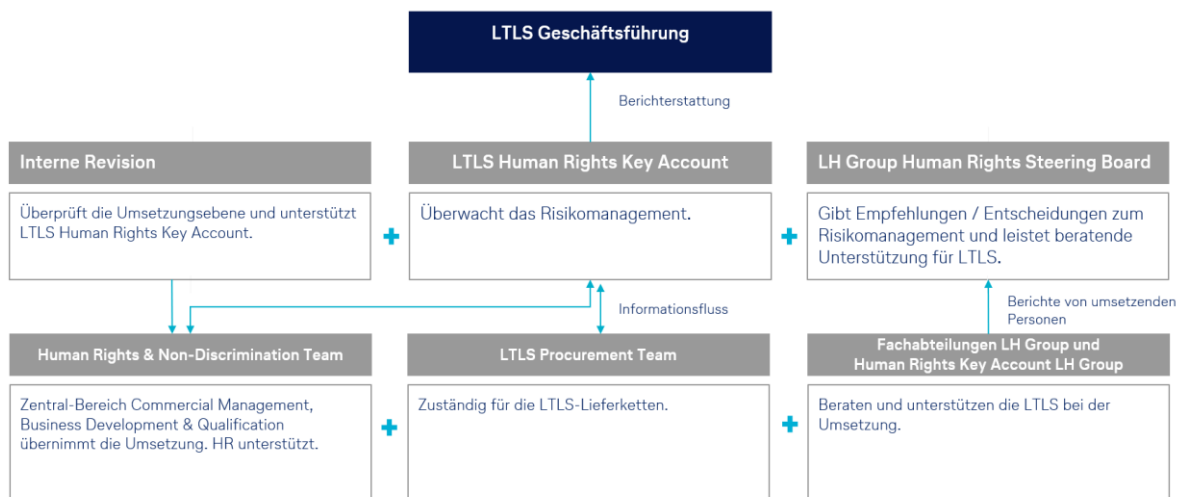 LTLS Geschäftsführung
Berichterstattung
Interne Revision
Überprüft die Umsetzungsebene und unterstützt
LTLS Human Rights Key Account.
LTLS Human Rights Key Account
Überwacht das Risikomanagement.
LH Group Human Rights Steering Board
Gibt Empfehlungen / Entscheidungen zum
Risikomanagement und leistet beratende
Unterstützung für LTLS.
Informationsfluss
Berichte von umsetzenden
Personen
Human Rights & Non-Discrimination Team
Zentral-Bereich Commercial Management,
Business Development & Qualification
übernimmt die Umsetzung. HR unterstützt.
LTLS Procurement Team
Zuständig für die LTLS-Lieferketten.
Fachabteilungen LH Group und
Human Rights Key Account LH Group
Beraten und unterstützen die LTLS bei der
Umsetzung.